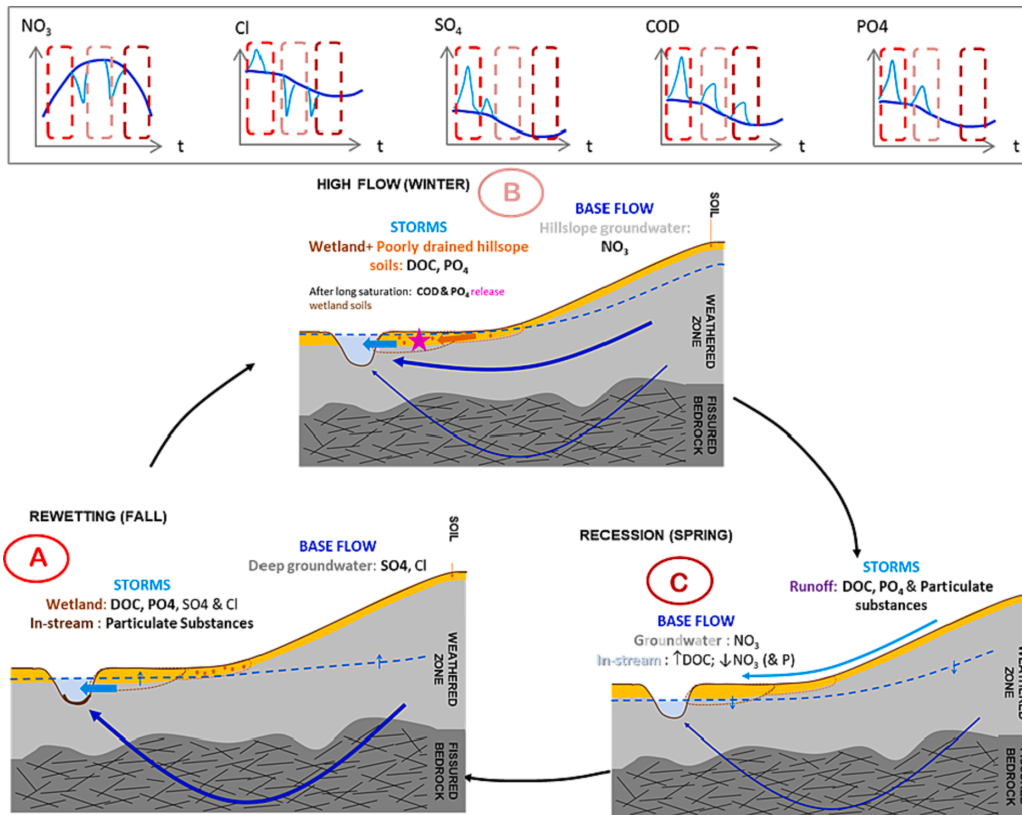 NO3
Cl
SO4
COD
PO4
t
t
t
t
t
HIGH FLOW (WINTER)
B
STORMS
Wetland+ Poorly drained hillsope
soils: DOC, PO4
After long saturation: COD & PO4 release
wetland soils
BASE FLOW
Hillslope groundwater:
NO3
SOIL
WEATHERED
ZONE
FISSURED
BEDROCK
REWETTING (FALL)
A
STORMS
Wetland: DOC, PO4, SO4 & Cl
In-stream : Particulate Substances
BASE FLOW
Deep groundwater: SO4, Cl
SOIL
WEATHERED
ZONE
FISSURED
BEDROCK
RECESSION (SPRING)
C
STORMS
Runoff: DOC, PO4 & Particulate
substances
BASE FLOW
Groundwater : NO3
In-stream : ↑DOC; ↓NO3 (& P)
ZONE
BEDROCK